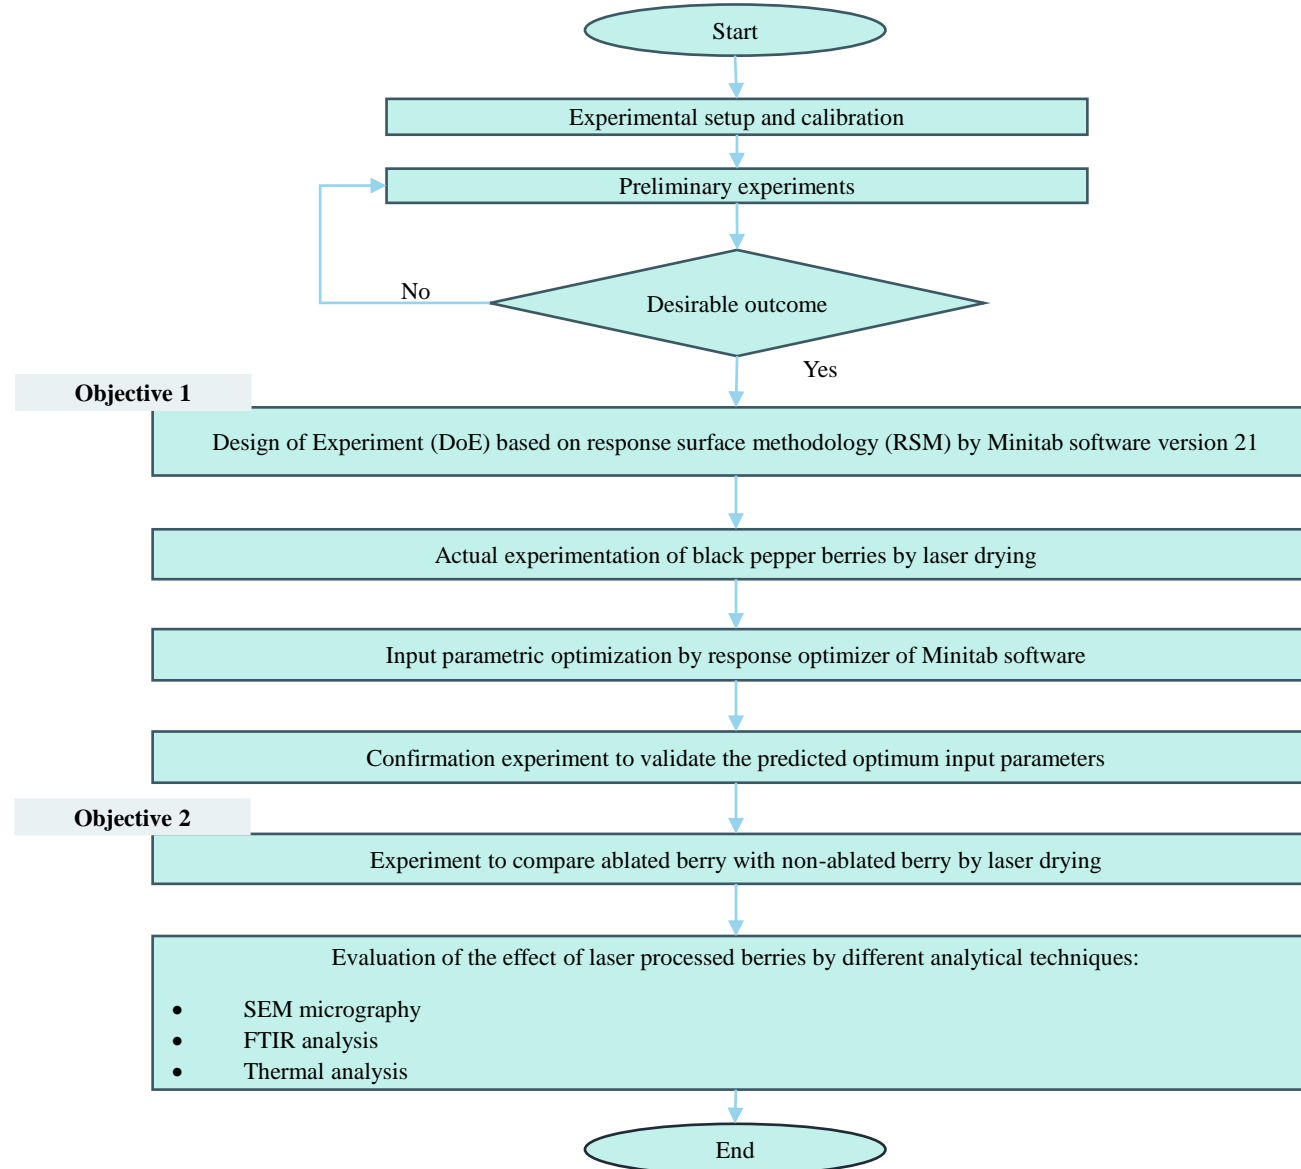 Start
Experimental setup and calibration
Preliminary experiments
No
Desirable outcome
Yes
Objective 1
Design of Experiment (DoE) based on response surface methodology (RSM) by Minitab software version 21
Actual experimentation of black pepper berries by laser drying
Input parametric optimization by response optimizer of Minitab software
Confirmation experiment to validate the predicted optimum input parameters
Objective 2
Experiment to compare ablated berry with non-ablated berry by laser drying
Evaluation of the effect of laser processed berries by different analytical techniques:
• SEM micrography
• FTIR analysis
• Thermal analysis
End